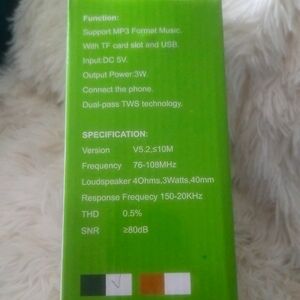 Function:
Support MP3 Format Music.
With TF card slot and USB.
Input:DC 5V.
Output Power:3W.
Connect the phone.
Dual-pass TWS technology.
SPECIFICATION:
Version V5.2,≤10M
Frequency 76-108MHz
Loudspeaker 4Ohms,3Watts,40mm
Response Frequecy 150-20KHz
THD 0.5%
SNR ≥80dB